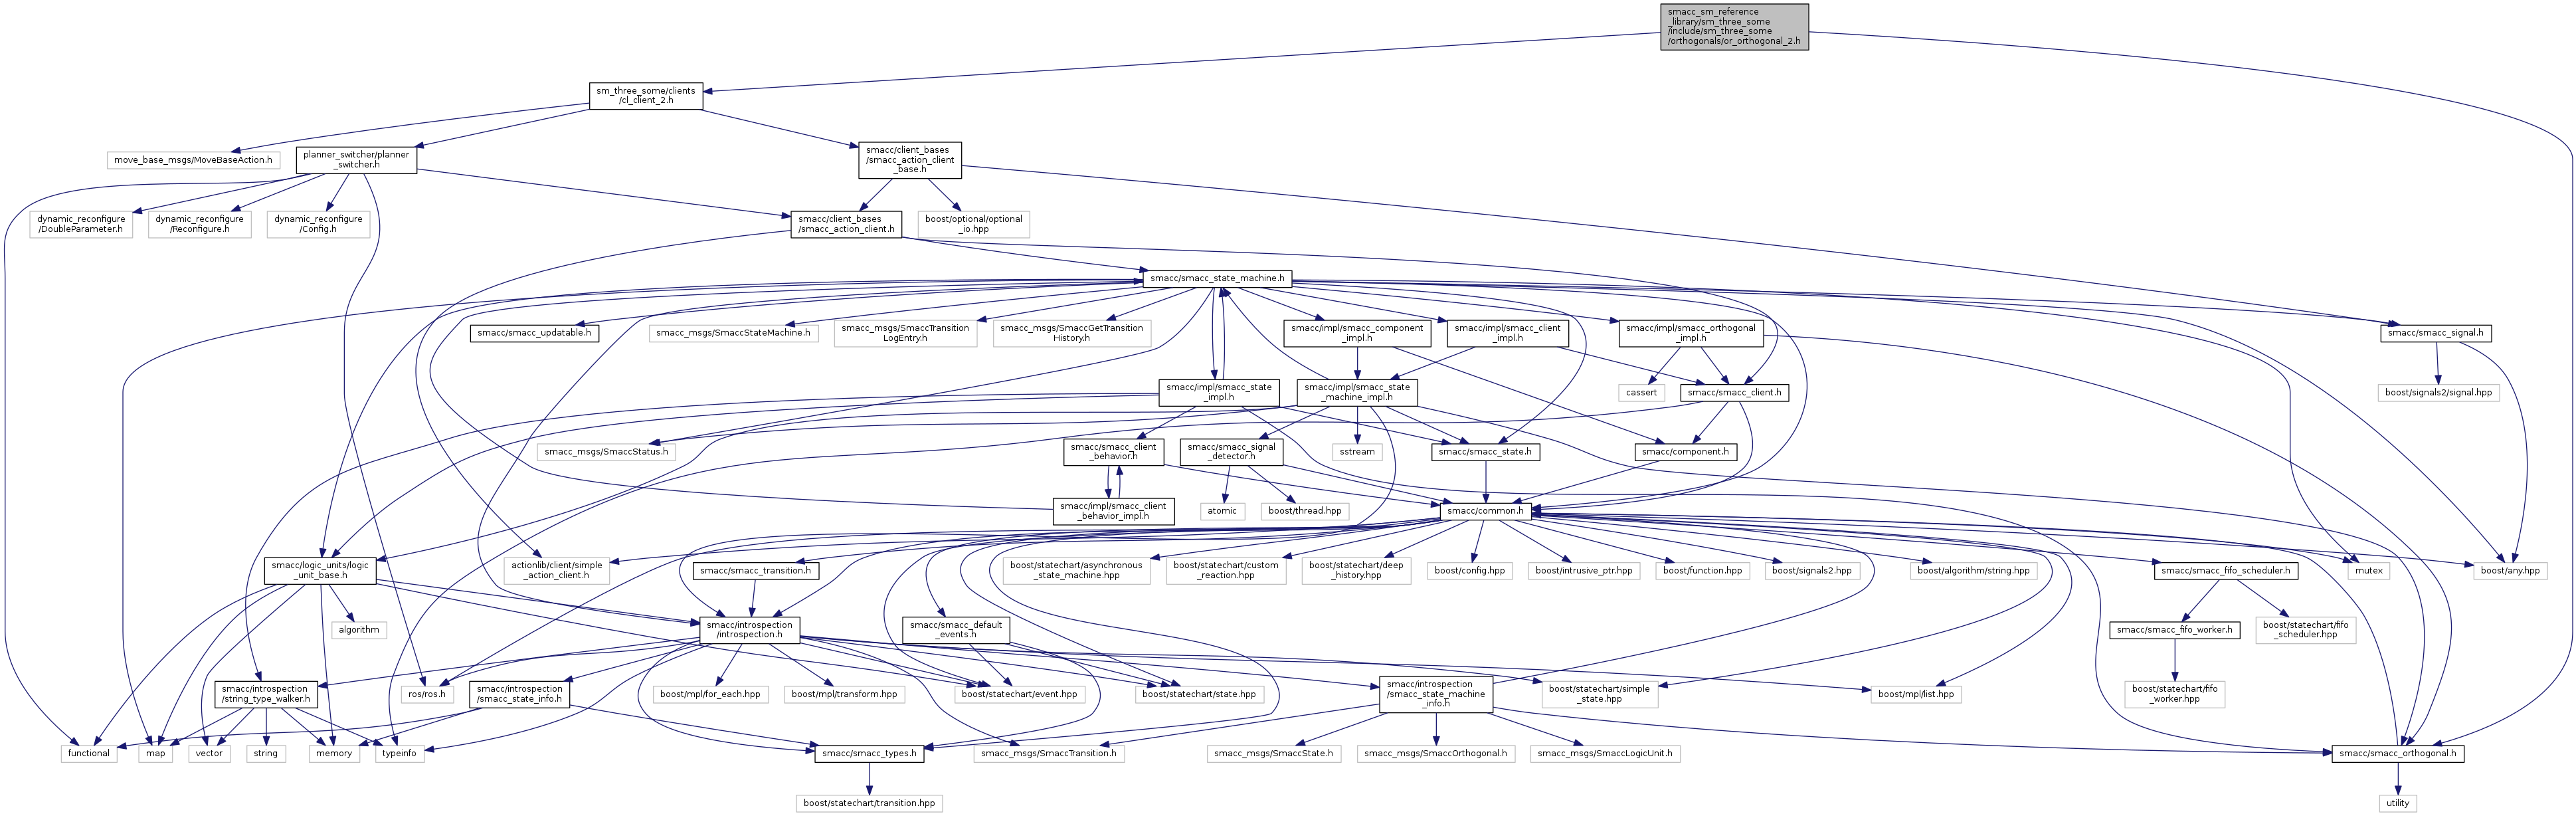 smacc_sm_reference
_library/sm_three_some
/include/sm_three_some
/orthogonals/or_orthogonal_2.h
sm_three_some/clients
/cl_client_2.h
move_base_msgs/MoveBaseAction.h
planner_switcher/planner
_switcher.h
smacc/client_bases
/smacc_action_client
_base.h
dynamic_reconfigure
/DoubleParameter.h
dynamic_reconfigure
/Reconfigure.h
dynamic_reconfigure
/Config.h
smacc/client_bases
/smacc_action_client.h
boost/optional/optional
_io.hpp
smacc/smacc_state_machine.h
smacc/smacc_updatable.h
smacc_msgs/SmaccStateMachine.h
smacc_msgs/SmaccTransition
LogEntry.h
smacc_msgs/SmaccGetTransition
History.h
smacc/impl/smacc_component
_impl.h
smacc/impl/smacc_client
_impl.h
smacc/impl/smacc_orthogonal
_impl.h
smacc/smacc_signal.h
smacc/impl/smacc_state
_impl.h
smacc/impl/smacc_state
_machine_impl.h
cassert
smacc/smacc_client.h
boost/signals2/signal.hpp
smacc_msgs/SmaccStatus.h
smacc/smacc_client
_behavior.h
smacc/smacc_signal
_detector.h
sstream
smacc/smacc_state.h
smacc/component.h
smacc/impl/smacc_client
_behavior_impl.h
atomic
boost/thread.hpp
smacc/common.h
smacc/logic_units/logic
_unit_base.h
actionlib/client/simple
_action_client.h
smacc/smacc_transition.h
boost/statechart/asynchronous
_state_machine.hpp
boost/statechart/custom
_reaction.hpp
boost/statechart/deep
_history.hpp
boost/config.hpp
boost/intrusive_ptr.hpp
boost/function.hpp
boost/signals2.hpp
boost/algorithm/string.hpp
smacc/smacc_fifo_scheduler.h
mutex
boost/any.hpp
algorithm
smacc/introspection
/introspection.h
smacc/smacc_default
_events.h
smacc/smacc_fifo_worker.h
boost/statechart/fifo
_scheduler.hpp
smacc/introspection
/string_type_walker.h
ros/ros.h
smacc/introspection
/smacc_state_info.h
boost/mpl/for_each.hpp
boost/mpl/transform.hpp
boost/statechart/event.hpp
boost/statechart/state.hpp
smacc/introspection
/smacc_state_machine
_info.h
boost/statechart/simple
_state.hpp
boost/mpl/list.hpp
boost/statechart/fifo
_worker.hpp
functional
map
vector
string
memory
typeinfo
smacc/smacc_types.h
smacc_msgs/SmaccTransition.h
smacc_msgs/SmaccState.h
smacc_msgs/SmaccOrthogonal.h
smacc_msgs/SmaccLogicUnit.h
smacc/smacc_orthogonal.h
boost/statechart/transition.hpp
utility